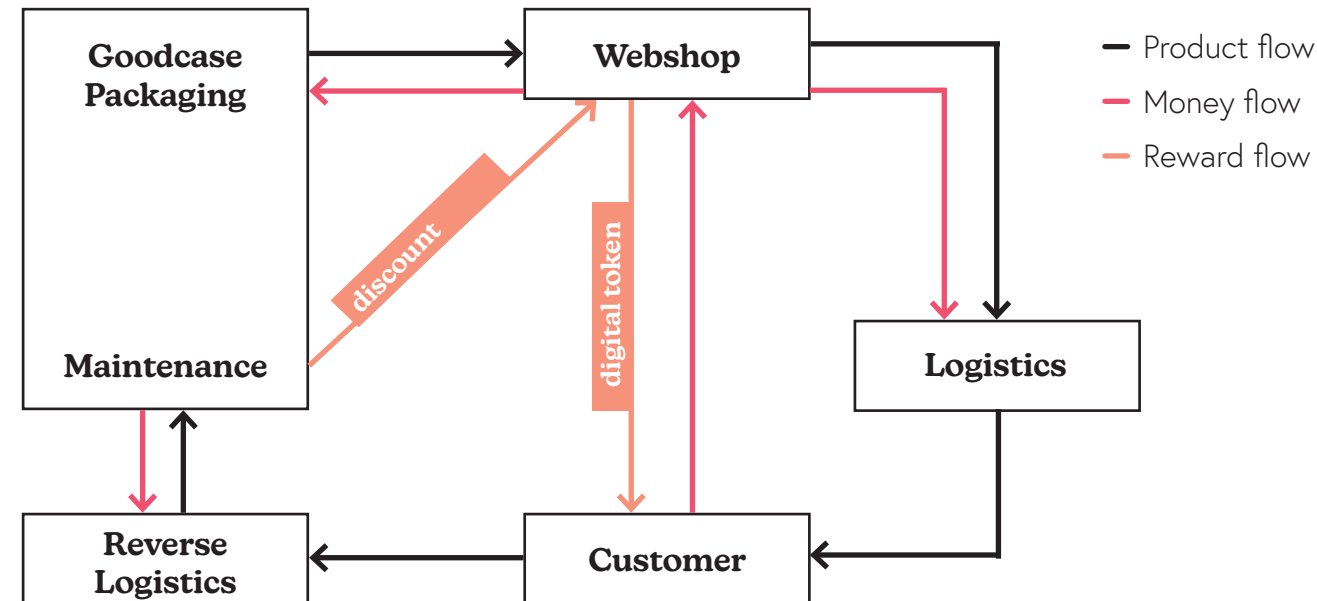 Goodcase
Packaging
Webshop
Product flow
Money flow
Reward flow
discount
digital token
Maintenance
Logistics
Reverse
Logistics
Customer